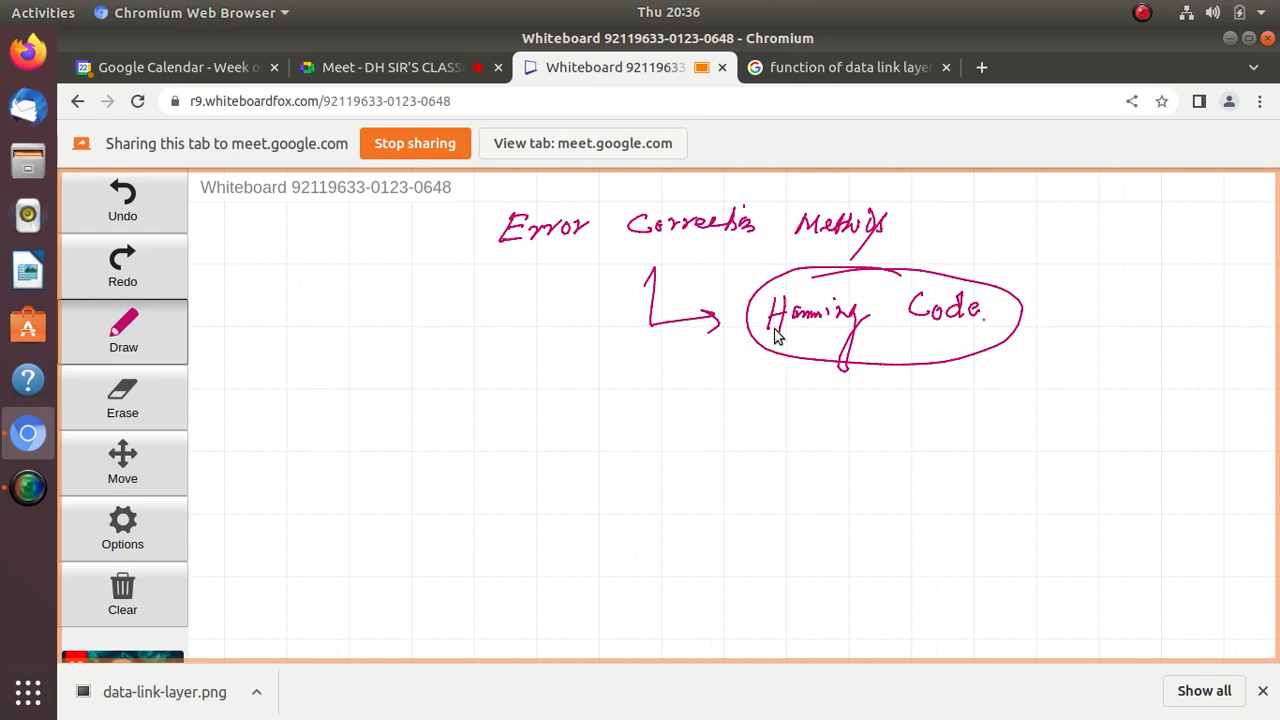 Activities Chromium Web Browser Thu 20:36
Whiteboard 92119633-0123-0648 - Chromium
Google Calendar - Week o Meet - DH SIR'S CLASS Whiteboard 92119633 function of data link layer
r9.whiteboardfox.com/92119633-0123-0648
Sharing this tab to meet.google.com Stop sharing View tab: meet.google.com
Whiteboard 92119633-0123-0648
Undo
Redo
Draw
Erase
Move
Options
Clear
Error Correction Methods
Hamming Code
data-link-layer.png Show all